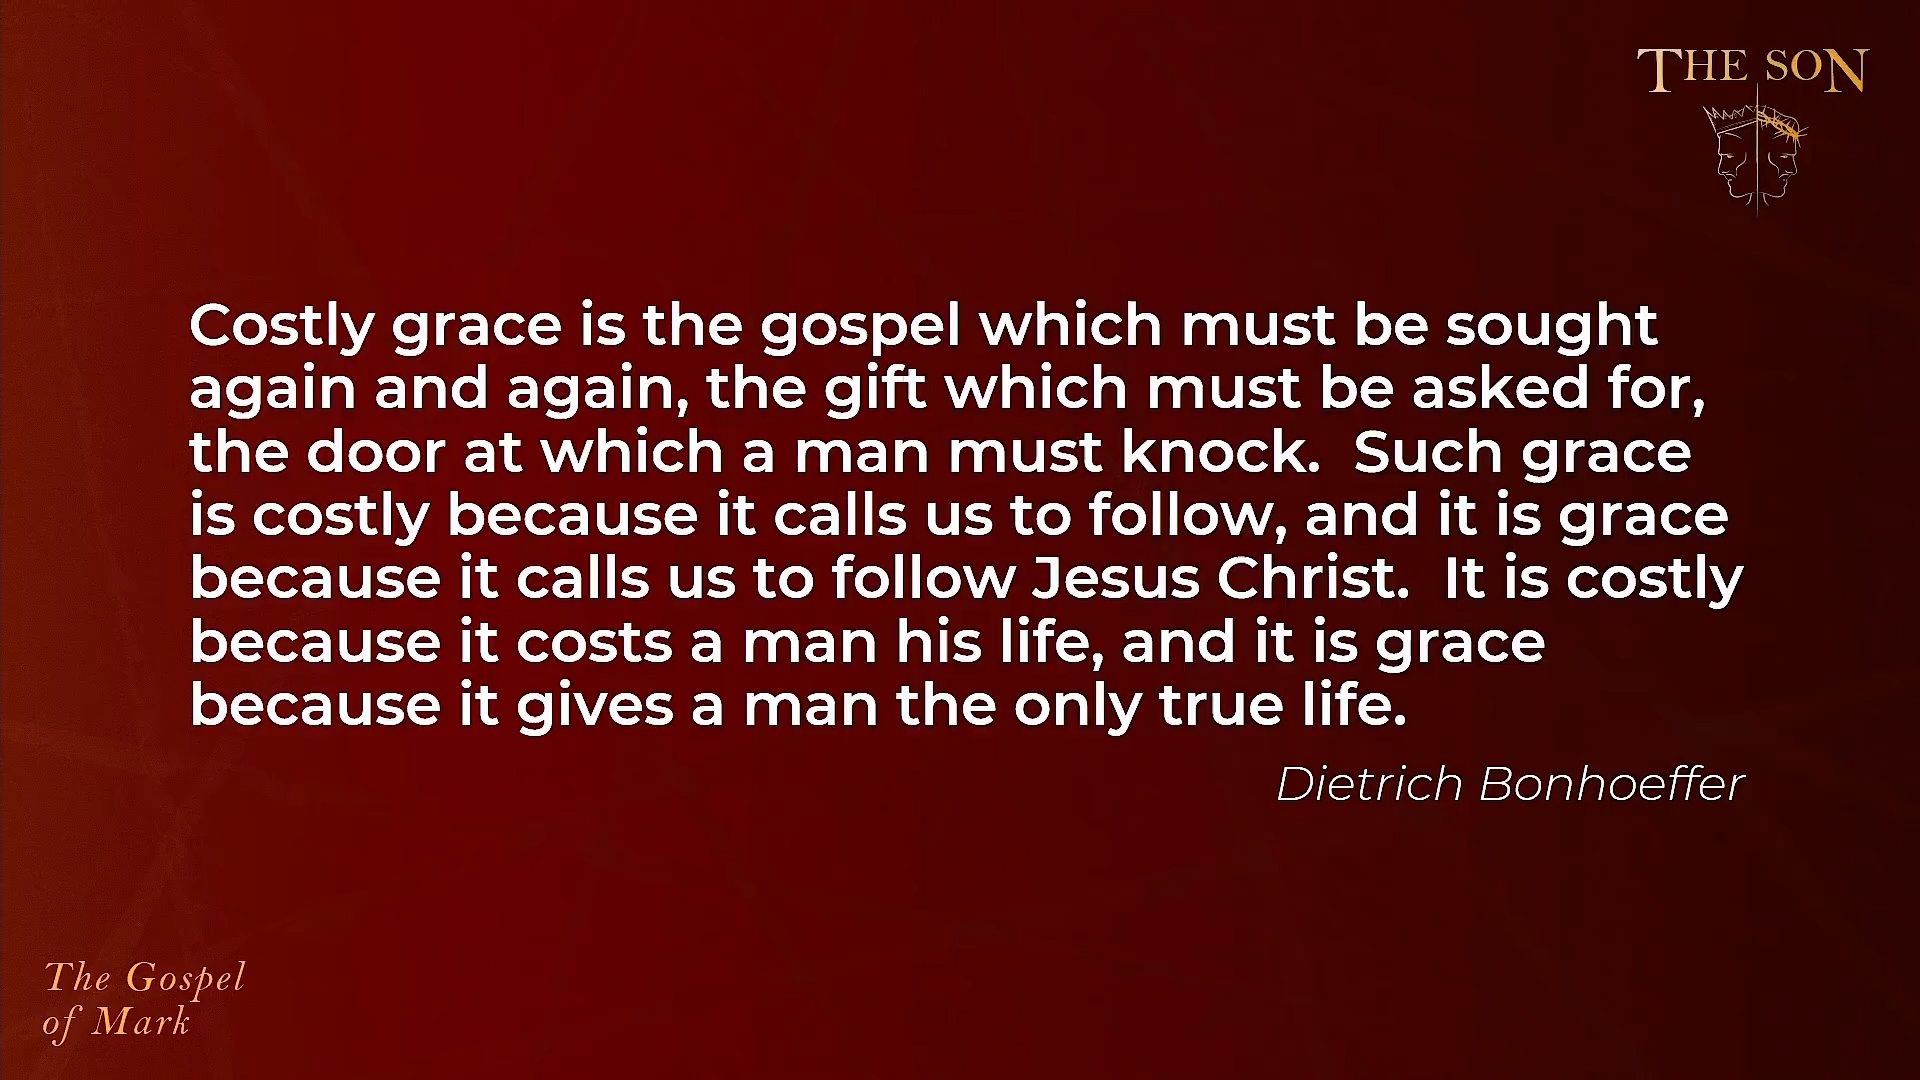 THE SON
Costly grace is the gospel which must be sought
again and again, the gift which must be asked for,
the door at which a man must knock.  Such grace
is costly because it calls us to follow, and it is grace
because it calls us to follow Jesus Christ.  It is costly
because it costs a man his life, and it is grace
because it gives a man the only true life.
Dietrich Bonhoeffer
The Gospel
of Mark